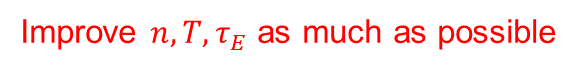 Improve n, T, τ_E as much as possible